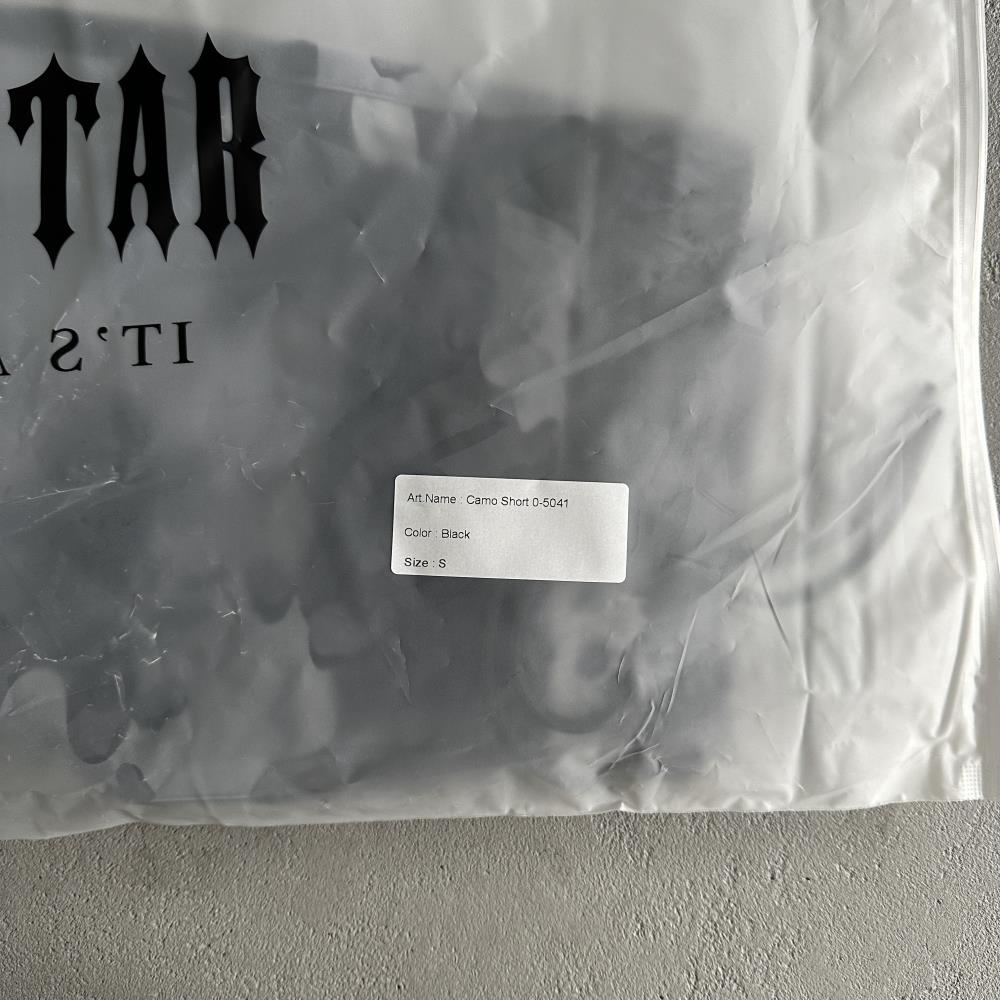 TAR
IT'S
Art.Name : Camo Short 0-5041
Color : Black
Size : S